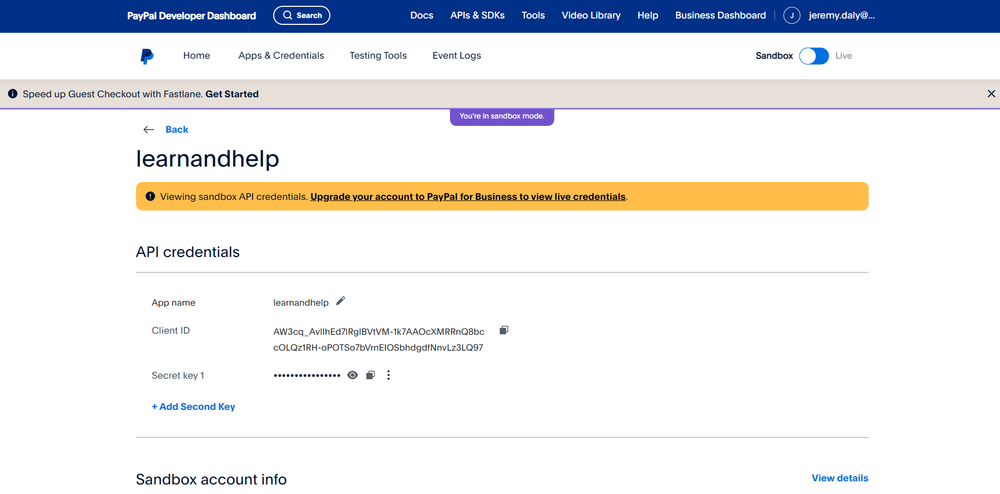 PayPal Developer Dashboard Search Docs APIs & SDKs Tools Video Library Help Business Dashboard J jeremy.daly@...
Home Apps & Credentials Testing Tools Event Logs Sandbox Live
Speed up Guest Checkout with Fastlane. Get Started
You're in sandbox mode.
Back
learnandhelp
Viewing sandbox API credentials. Upgrade your account to PayPal for Business to view live credentials.
API credentials
App name learnandhelp
Client ID AW3cq_AvllhEd7lRglBVtVM-1k7AAOcXMRRnQ8bc
cOLQz1RH-oPOTSo7bVrnElOSbhdgdfNnvLz3LQ97
Secret key 1 ••••••••••••••••
+ Add Second Key
Sandbox account info View details